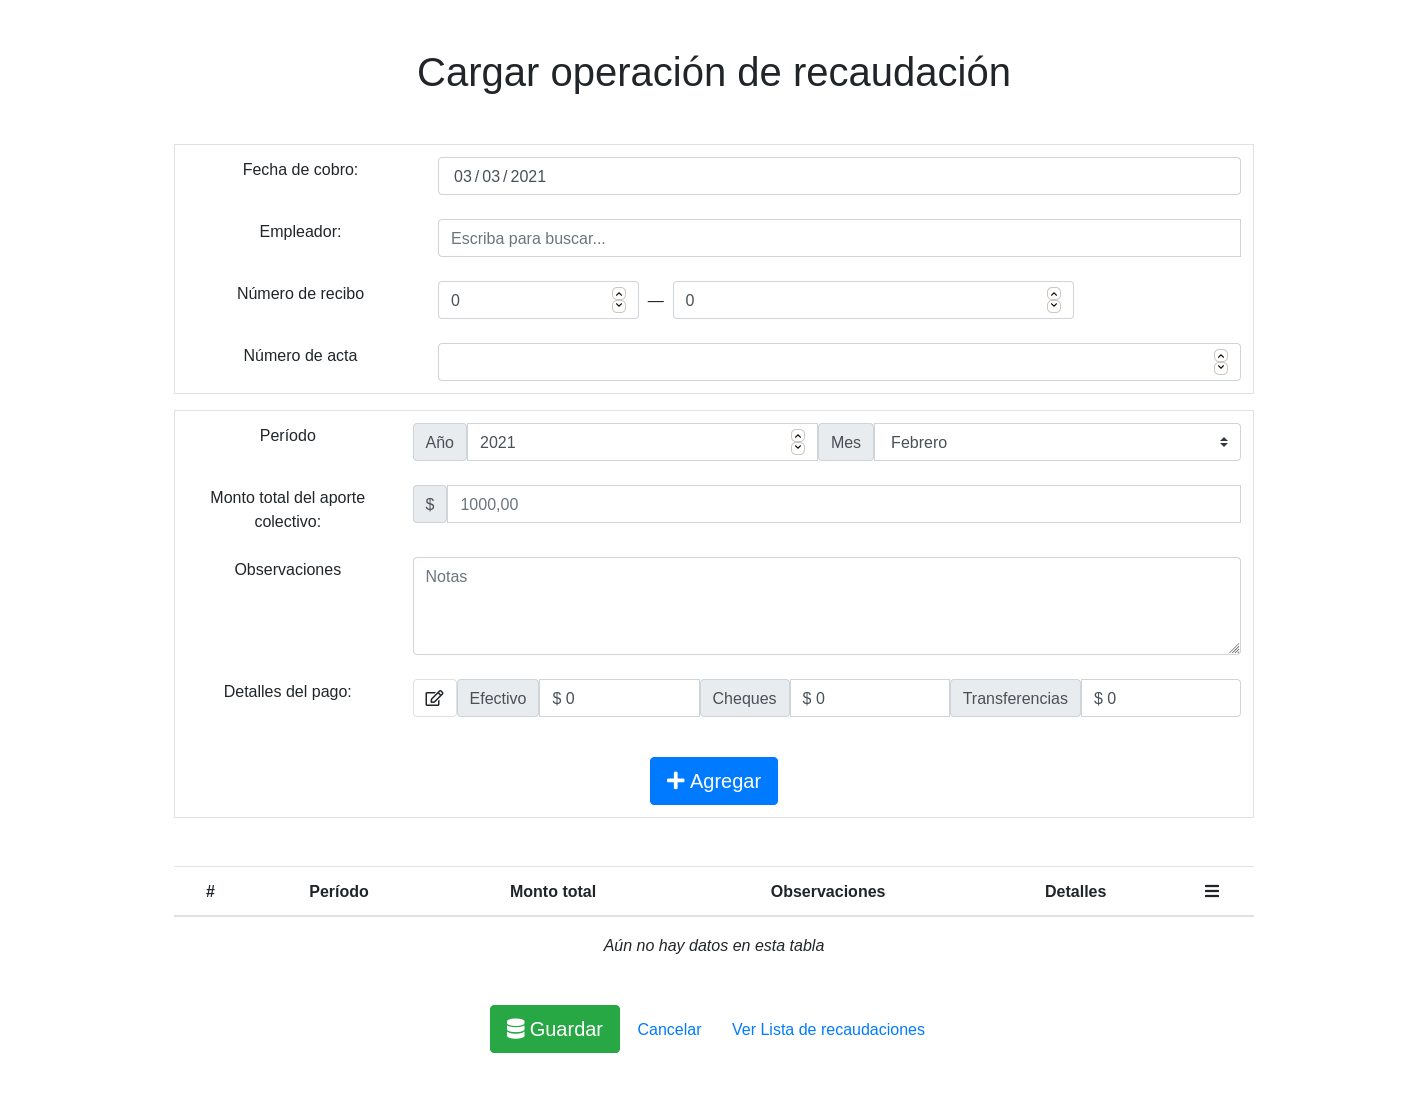 Cargar operación de recaudación
Fecha de cobro:
03/03/2021
Empleador:
Escriba para buscar...
Número de recibo
0 — 0
Número de acta
Período
Año 2021 Mes Febrero
Monto total del aporte
colectivo:
$ 1000,00
Observaciones
Notas
Detalles del pago:
Efectivo $ 0 Cheques $ 0 Transferencias $ 0
Agregar
# Período Monto total Observaciones Detalles
Aún no hay datos en esta tabla
Guardar Cancelar Ver Lista de recaudaciones